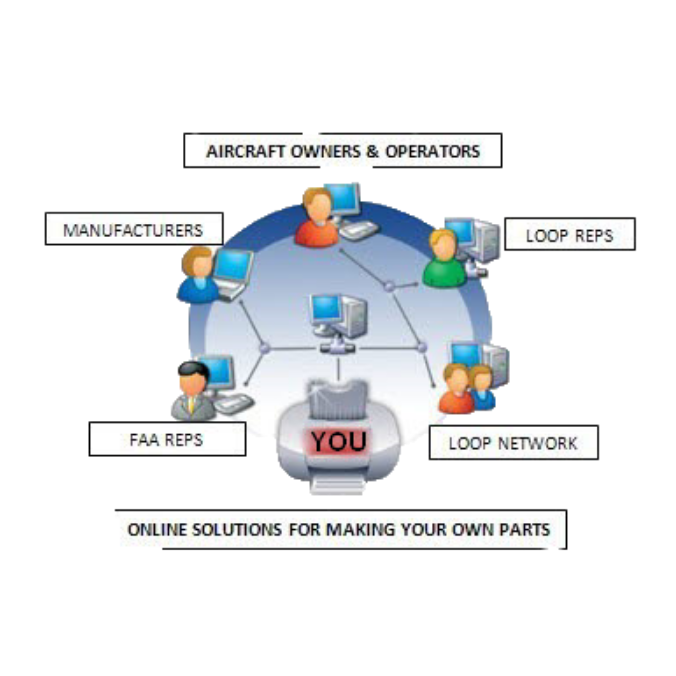 AIRCRAFT OWNERS & OPERATORS
MANUFACTURERS
LOOP REPS
FAA REPS
YOU
LOOP NETWORK
ONLINE SOLUTIONS FOR MAKING YOUR OWN PARTS